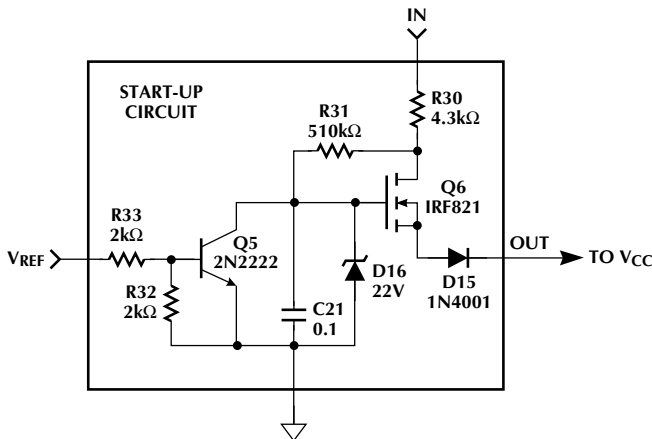 IN
START-UP
CIRCUIT
R30
4.3kΩ
R31
510kΩ
Q6
IRF821
R33
2kΩ
Q5
2N2222
VREF
OUT
TO VCC
D16
22V
D15
1N4001
R32
2kΩ
C21
0.1